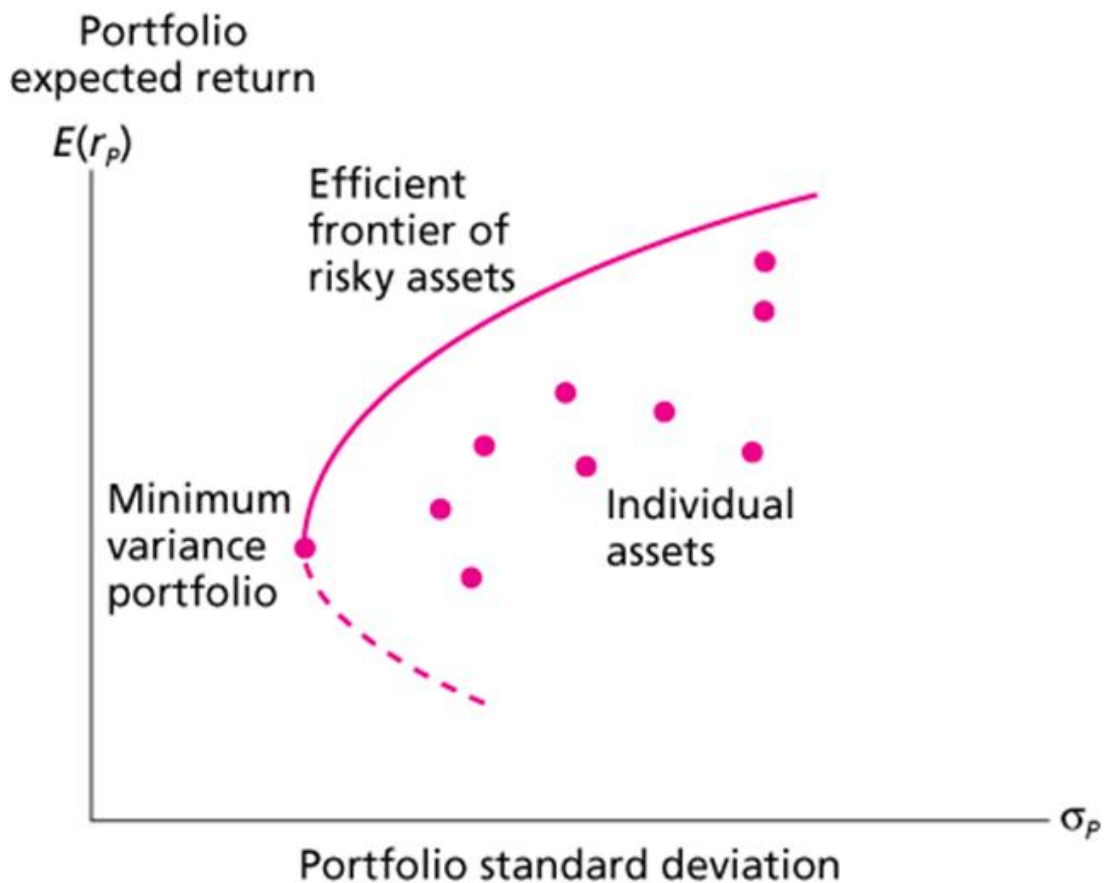 Portfolio
expected return
E(rₚ)
Efficient
frontier of
risky assets
Minimum
variance
portfolio
Individual
assets
σₚ
Portfolio standard deviation